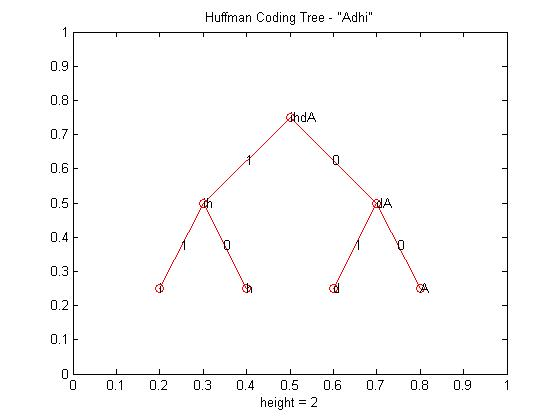 Huffman Coding Tree - "Adhi"
1
0.9
0.8
ihdA
0.7
1 0
0.6
0.5 ih dA
0.4
1 0 1 0
0.3
i h d A
0.2
0.1
0
0 0.1 0.2 0.3 0.4 0.5 0.6 0.7 0.8 0.9 1
height = 2